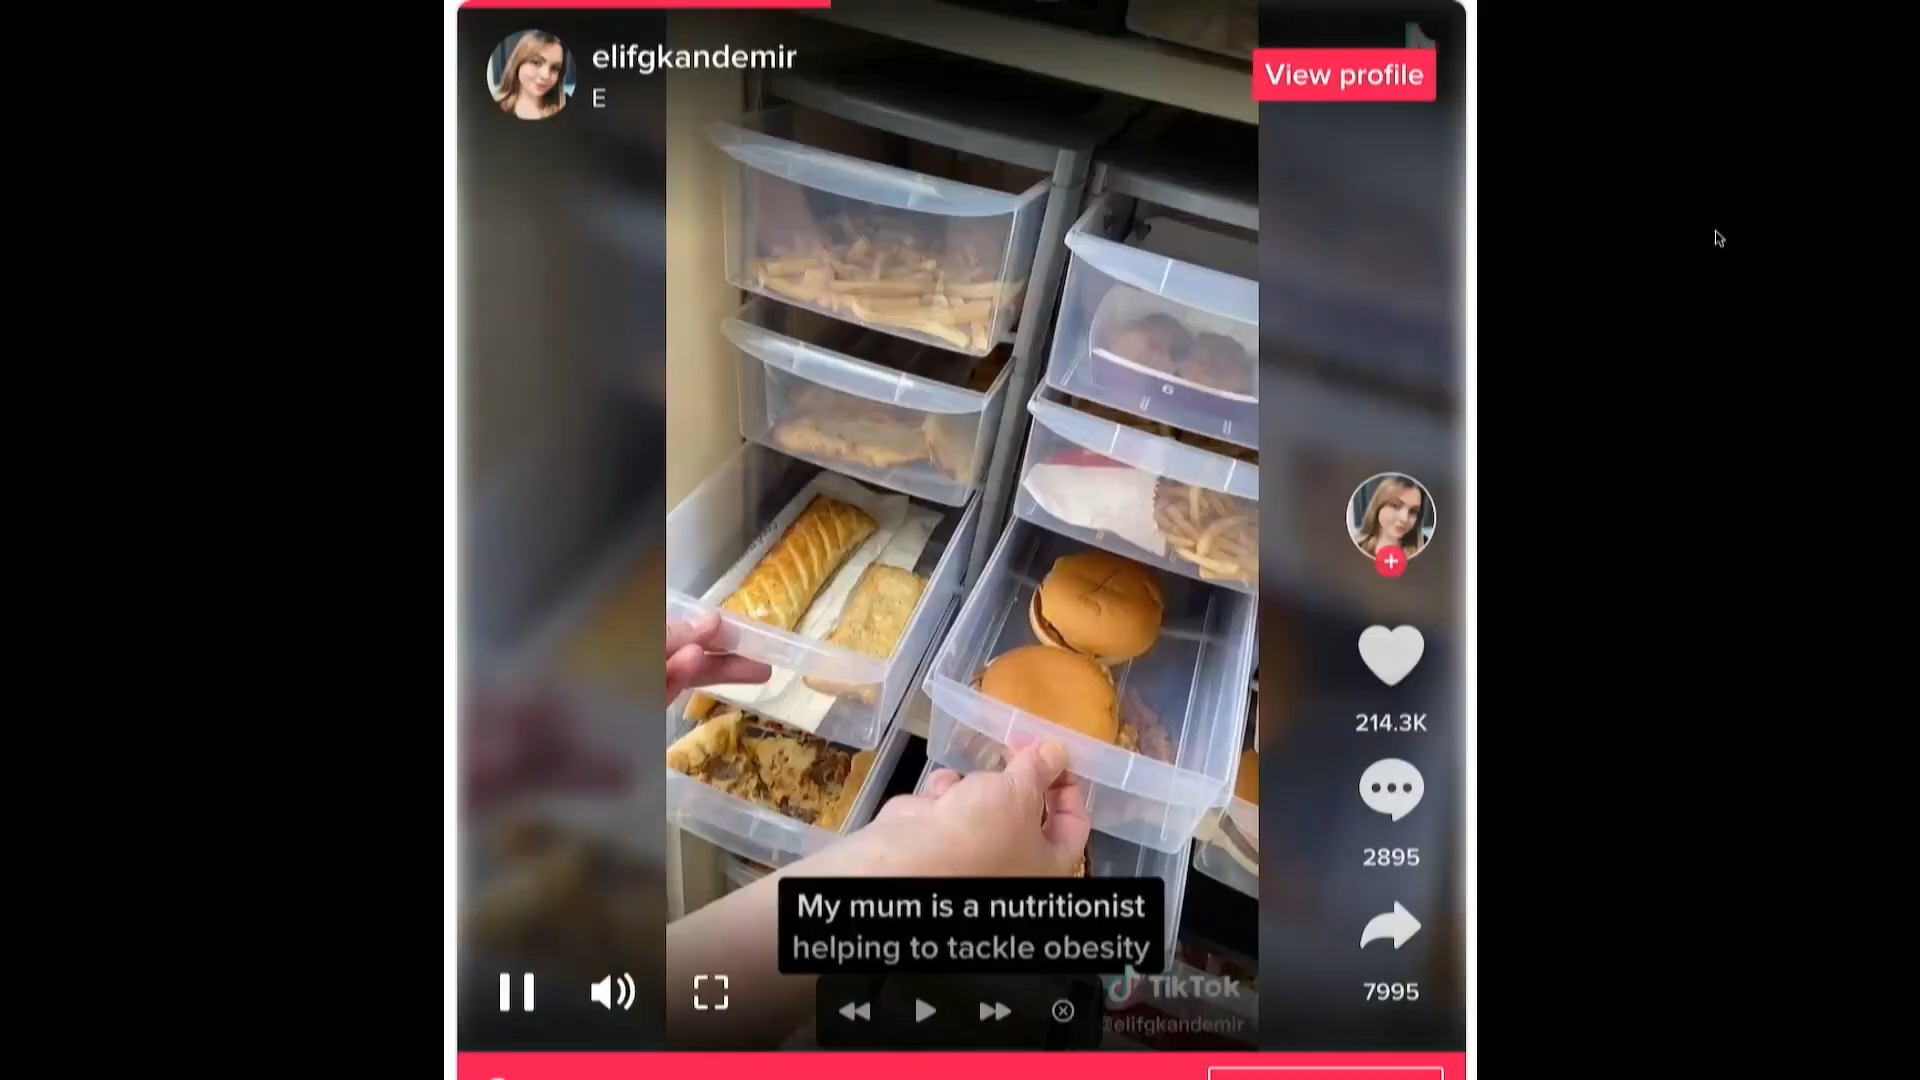 elifgkandemir
E
View profile
My mum is a nutritionist
helping to tackle obesity
214.3K
2895
7995
TikTok
@elifgkandemir